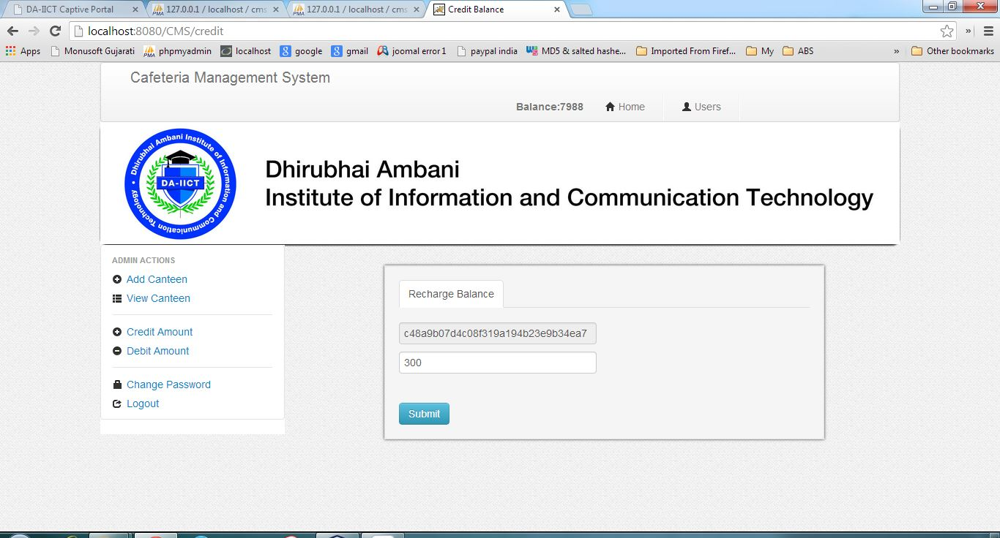 DA-IICT Captive Portal
127.0.0.1 / localhost / cms
127.0.0.1 / localhost / cms
Credit Balance
localhost:8080/CMS/credit
Apps
Monusoft Gujarati
phpmyadmin
localhost
google
gmail
joomal error1
paypal india
MD5 & salted hashe...
Imported From Firef...
My
ABS
»
Other bookmarks
Cafeteria Management System
Balance:7988
Home
Users
Dhirubhai Ambani Institute of Information and Communication Technology •
DA-IICT
Dhirubhai Ambani
Institute of Information and Communication Technology
ADMIN ACTIONS
Add Canteen
View Canteen
Credit Amount
Debit Amount
Change Password
Logout
Recharge Balance
c48a9b07d4c08f319a194b23e9b34ea7
300
Submit